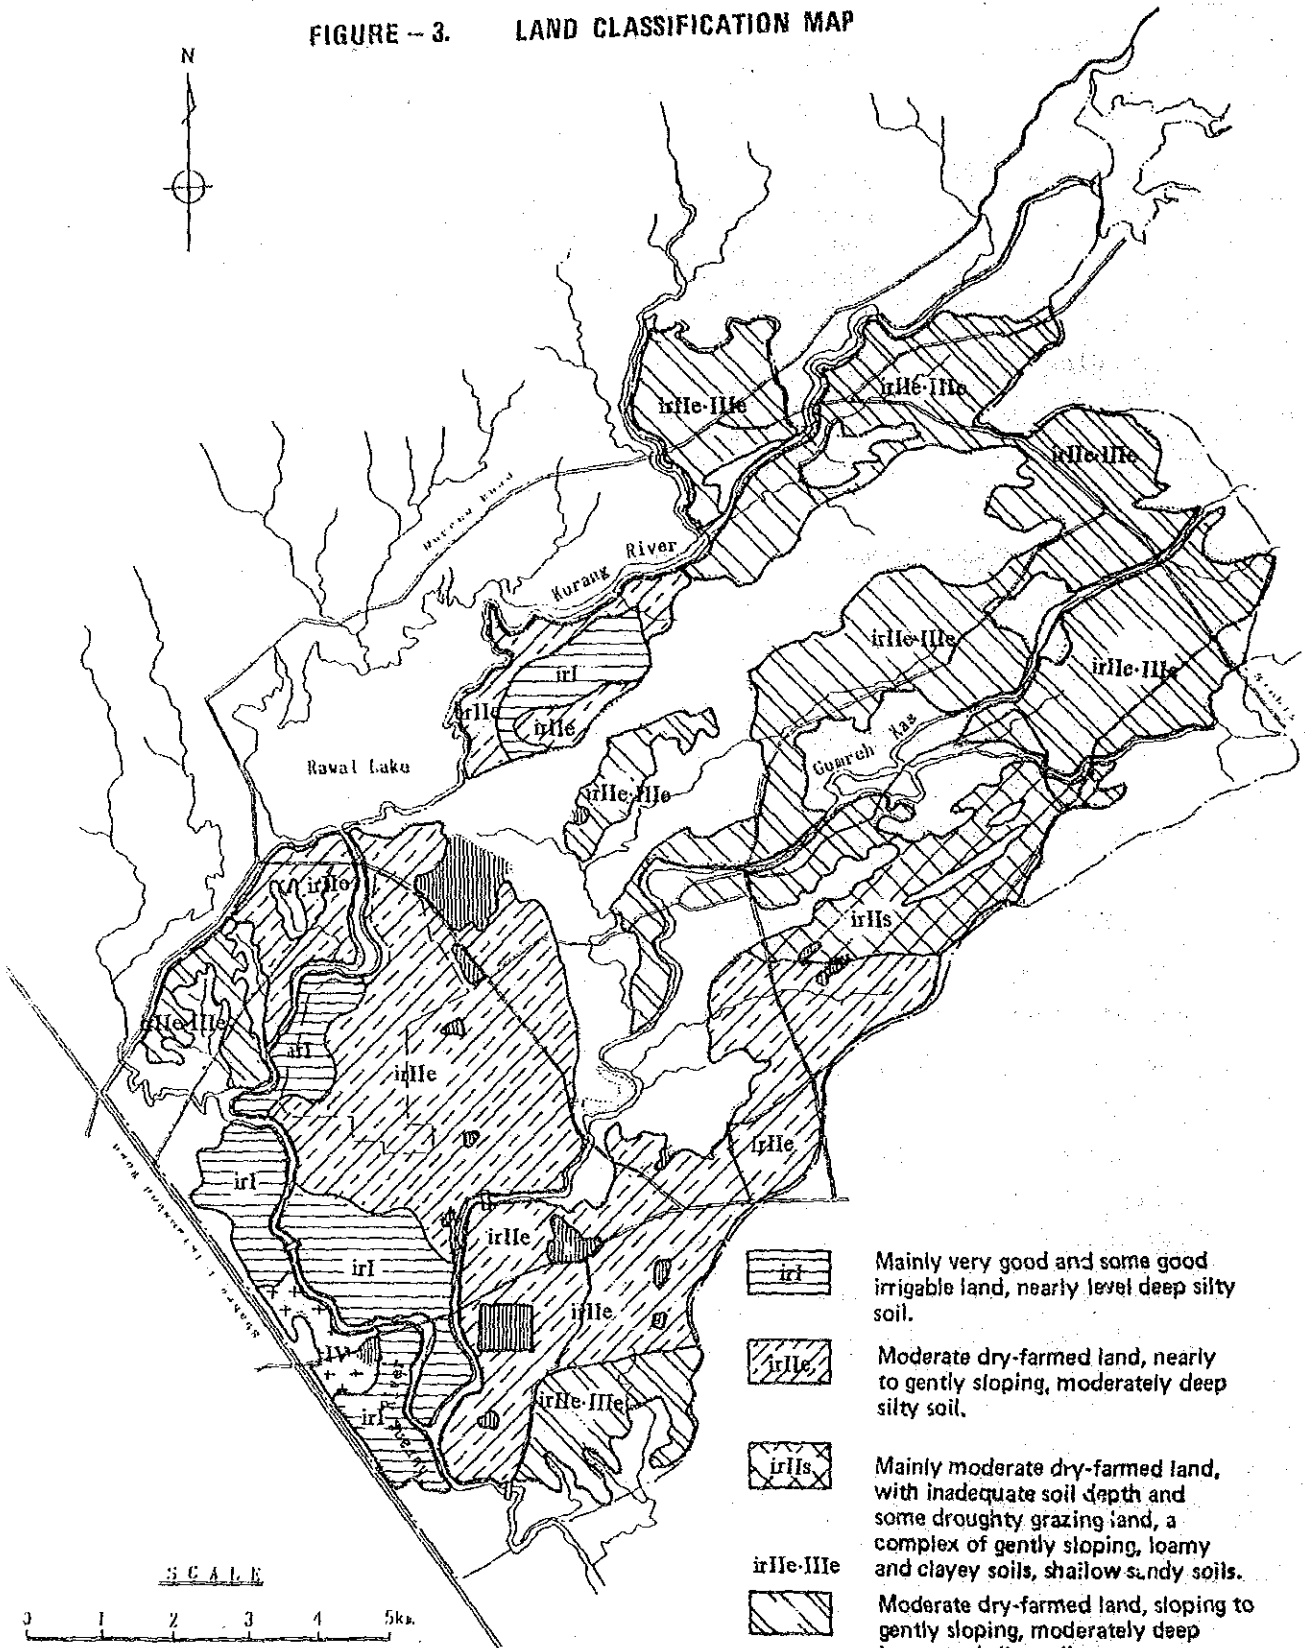 FIGURE - 3. LAND CLASSIFICATION MAP
N
irIIe·IIIe
irIIe·IIIe
irIIe·IIIe
Murree Road
Kurang River
irIIe·IIIe
irI
irIIe·IIIe
irIIe
irIIe
Rawal Lake
Gumreh Kas
irIIe·IIIe
irIIe
irIIs
irIIe·IIIe
irI
irIIe
irIIe
irI
irIIe
irI
irIIe
irIV
irIIe·IIIe
irI
irI
Mainly very good and some good
irrigable land, nearly level deep silty
soil.
irIIe
Moderate dry-farmed land, nearly
to gently sloping, moderately deep
silty soil.
irIIs
Mainly moderate dry-farmed land,
with inadequate soil depth and
some droughty grazing land, a
complex of gently sloping, loamy
and clayey soils, shallow sandy soils.
irIIe·IIIe
Moderate dry-farmed land, sloping to
gently sloping, moderately deep
SCALE
0 1 2 3 4 5km.